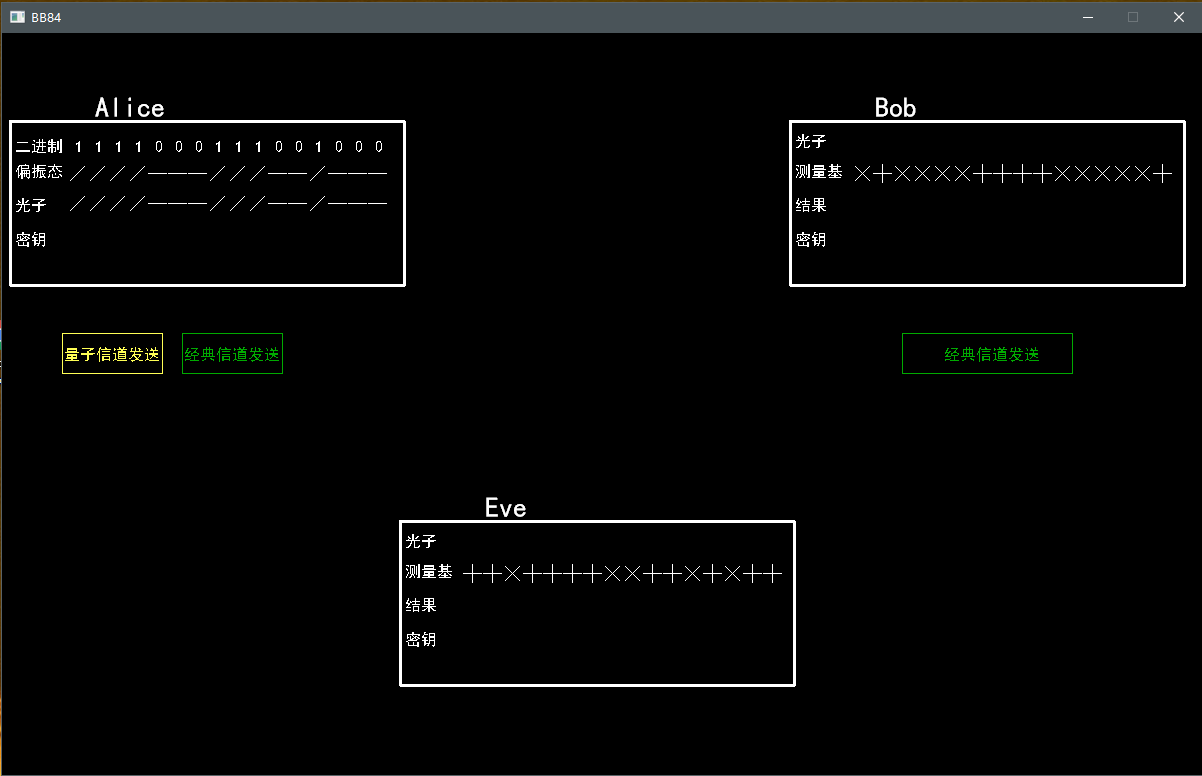 BB84
Alice
二进制 1 1 1 1 0 0 0 1 1 1 0 0 1 0 0 0
偏振态 ////———///——/———
光子 ////———///——/———
密钥
量子信道发送 经典信道发送
Bob
光子
测量基 ×+××××++++×××××+
结果
密钥
经典信道发送
Eve
光子
测量基 ++×++++××++×+×++
结果
密钥